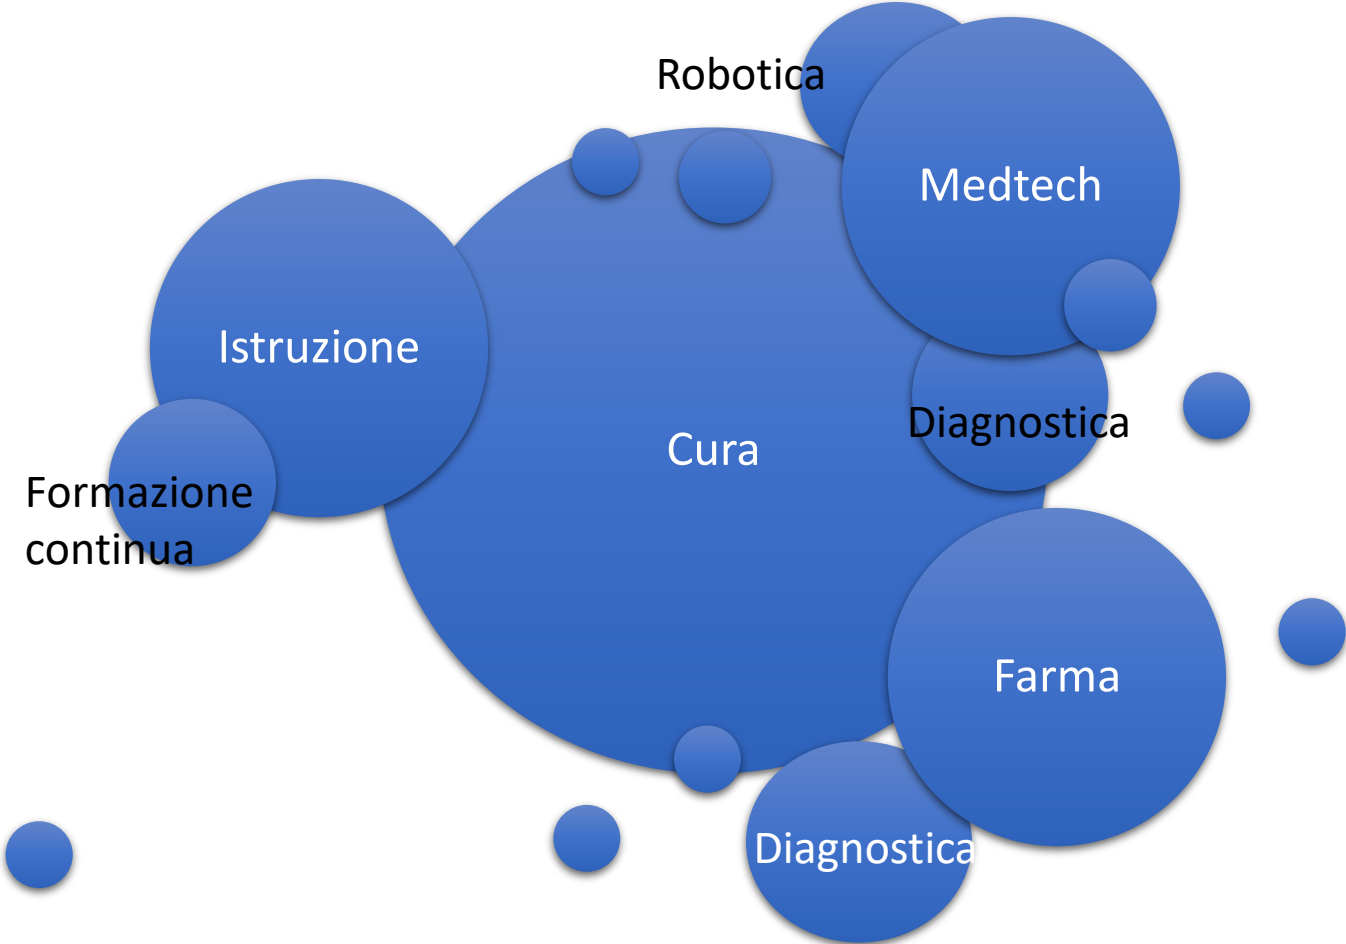 Robotica
Medtech
Istruzione
Diagnostica
Cura
Formazione
continua
Farma
Diagnostica